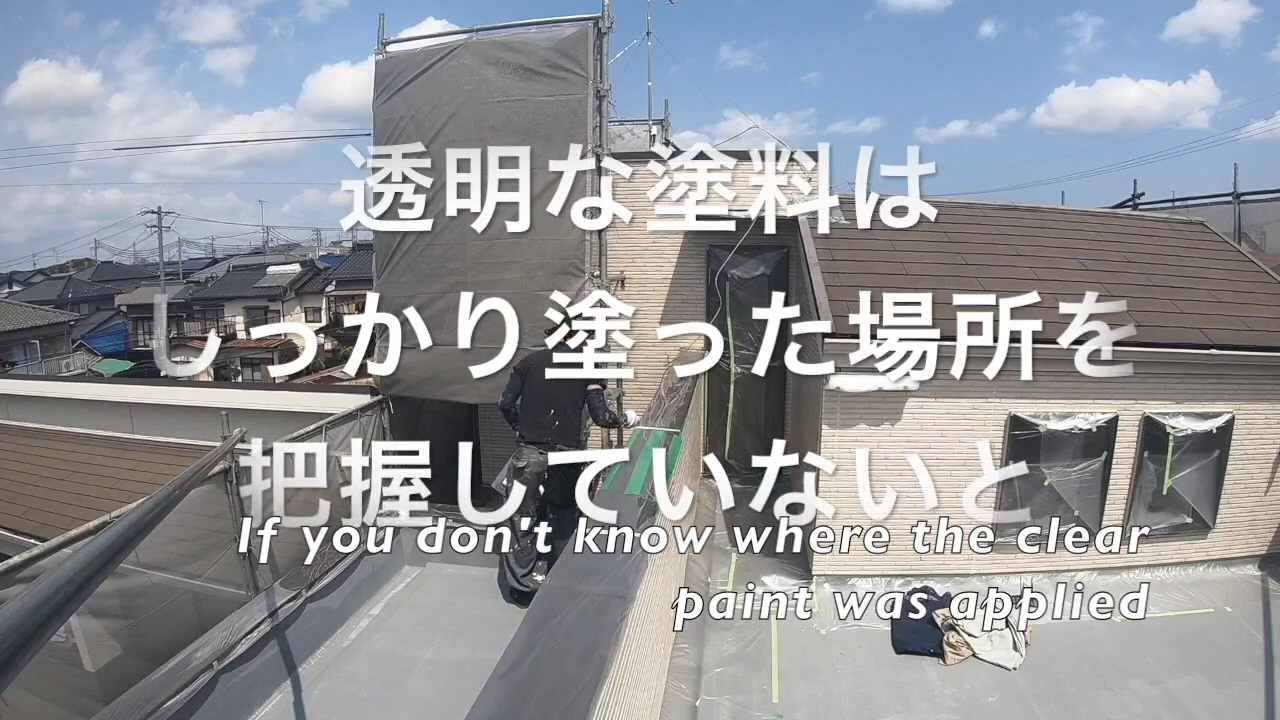 透明な塗料は
しっかり塗った場所を
把握していないと
If you don't know where the clear
paint was applied